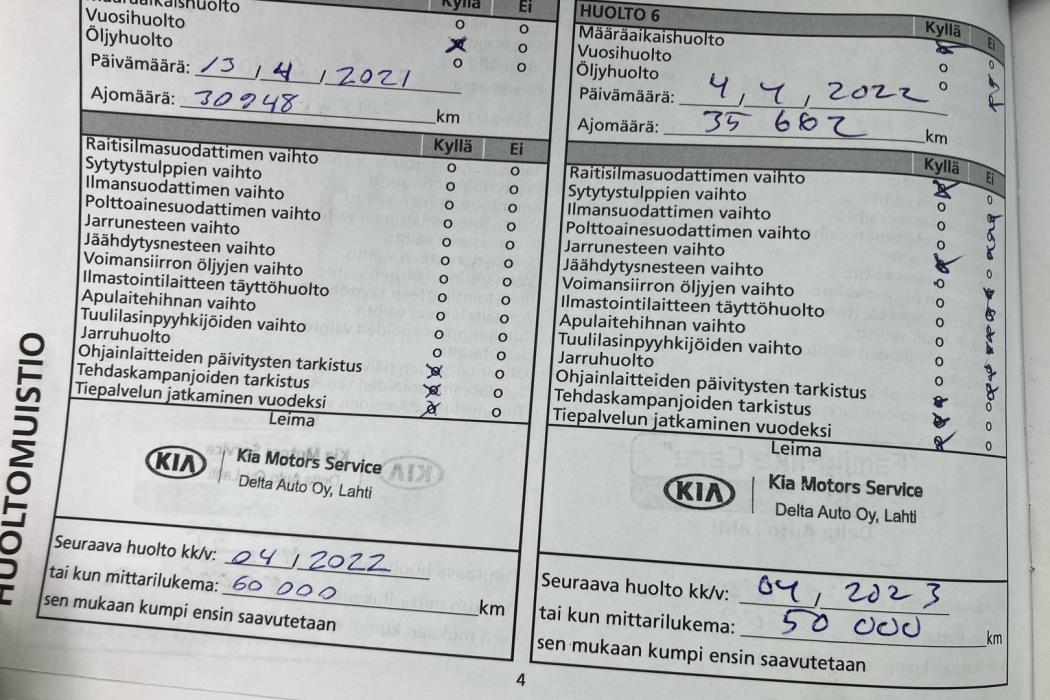 HUOLTOMUISTIO
Kyllä Ei
Vuosihuolto
Öljyhuolto
Päivämäärä: 13 / 4 / 2021
Ajomäärä: 30948 km
Kyllä Ei
Raitisilmasuodattimen vaihto
Sytytystulppien vaihto
Ilmansuodattimen vaihto
Polttoainesuodattimen vaihto
Jarrunesteen vaihto
Jäähdytysnesteen vaihto
Voimansiirron öljyjen vaihto
Ilmastointilaitteen täyttöhuolto
Apulaitehihnan vaihto
Tuulilasinpyyhkijöiden vaihto
Jarruhuolto
Ohjainlaitteiden päivitysten tarkistus
Tehdaskampanjoiden tarkistus
Tiepalvelun jatkaminen vuodeksi
Leima
KIA Kia Motors Service
Delta Auto Oy, Lahti
Seuraava huolto kk/v: 04 / 2022
tai kun mittarilukema: 60 000 km
sen mukaan kumpi ensin saavutetaan
HUOLTO 6 Kyllä Ei
Määräaikaishuolto
Vuosihuolto
Öljyhuolto
Päivämäärä: 4 / 4 / 2022
Ajomäärä: 35 682 km
Kyllä Ei
Raitisilmasuodattimen vaihto
Sytytystulppien vaihto
Ilmansuodattimen vaihto
Polttoainesuodattimen vaihto
Jarrunesteen vaihto
Jäähdytysnesteen vaihto
Voimansiirron öljyjen vaihto
Ilmastointilaitteen täyttöhuolto
Apulaitehihnan vaihto
Tuulilasinpyyhkijöiden vaihto
Jarruhuolto
Ohjainlaitteiden päivitysten tarkistus
Tehdaskampanjoiden tarkistus
Tiepalvelun jatkaminen vuodeksi
Leima
KIA Kia Motors Service
Delta Auto Oy, Lahti
Seuraava huolto kk/v: 04 / 2023
tai kun mittarilukema: 50 000 km
sen mukaan kumpi ensin saavutetaan
4